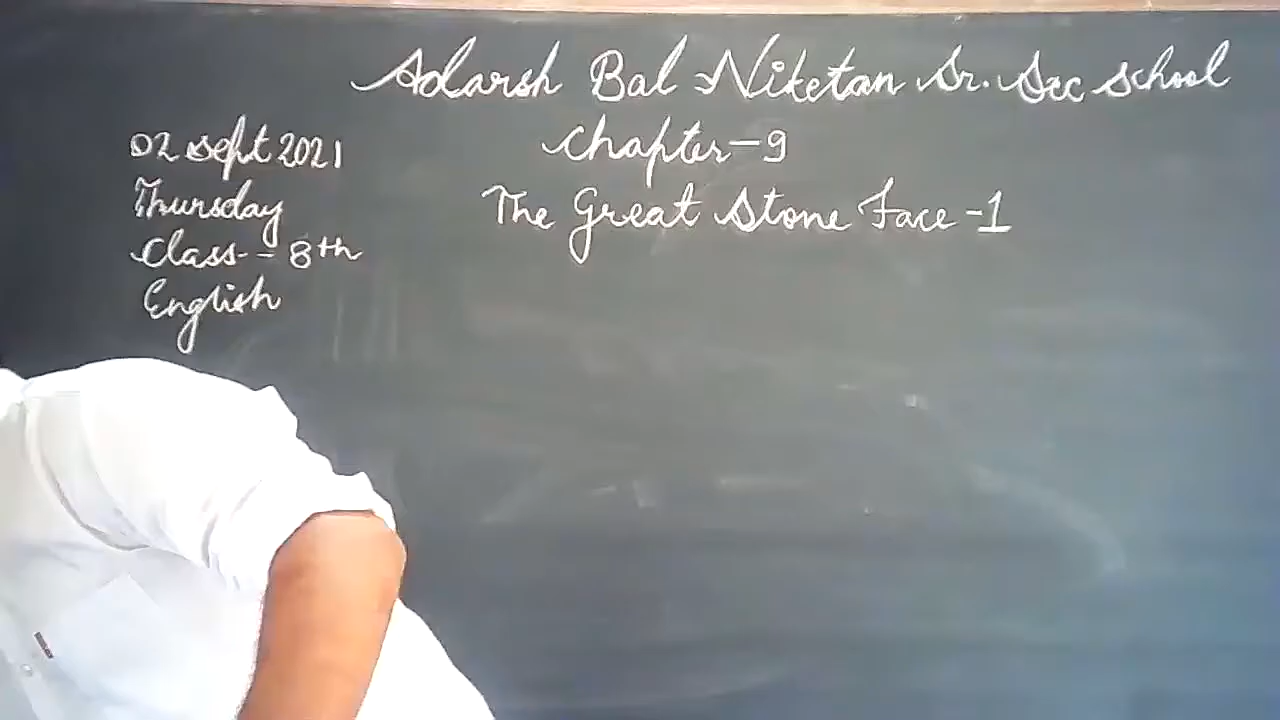 Adarsh Bal Niketan Sr. Sec School
02 Sept 2021
Thursday
Class - 8th
English
Chapter-9
The Great Stone Face-1